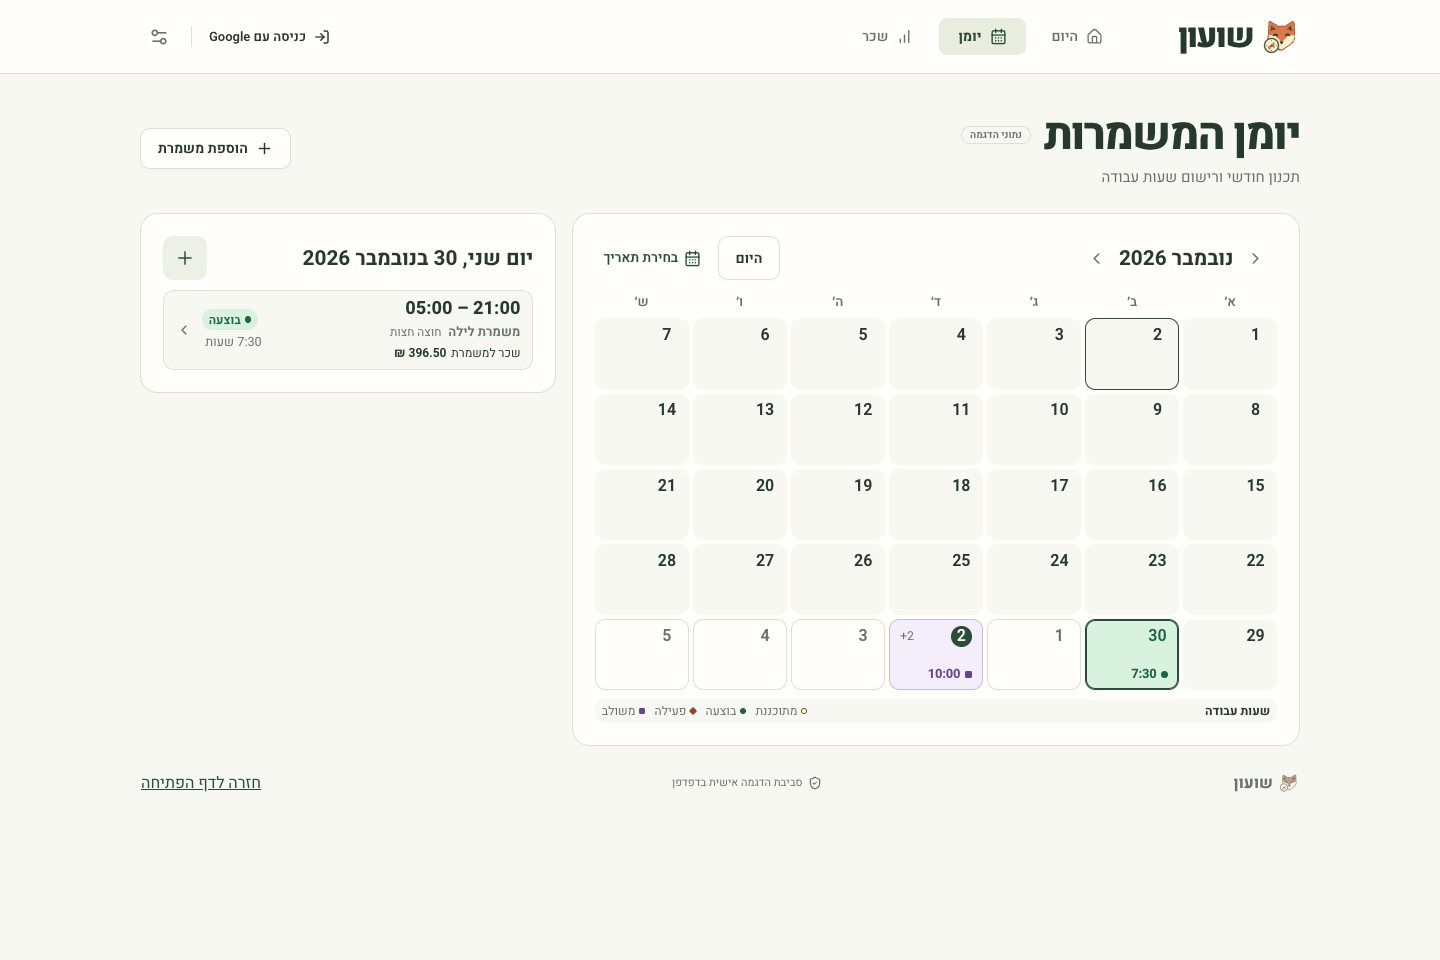 שועון
היום
יומן
שכר
כניסה עם Google
יומן המשמרות
נתוני הדגמה
תכנון חודשי ורישום שעות עבודה
הוספת משמרת
נובמבר 2026
היום
בחירת תאריך
א׳ ב׳ ג׳ ד׳ ה׳ ו׳ ש׳
1 2 3 4 5 6 7
8 9 10 11 12 13 14
15 16 17 18 19 20 21
22 23 24 25 26 27 28
29 30 1 2 +2 3 4 5
7:30 10:00
שעות עבודה
מתוכננת בוצעה פעילה משולב
יום שני, 30 בנובמבר 2026
21:00 – 05:00
משמרת לילה חוצה חצות
שכר למשמרת 396.50 ₪
בוצעה
7:30 שעות
שועון
סביבת הדגמה אישית בדפדפן
חזרה לדף הפתיחה